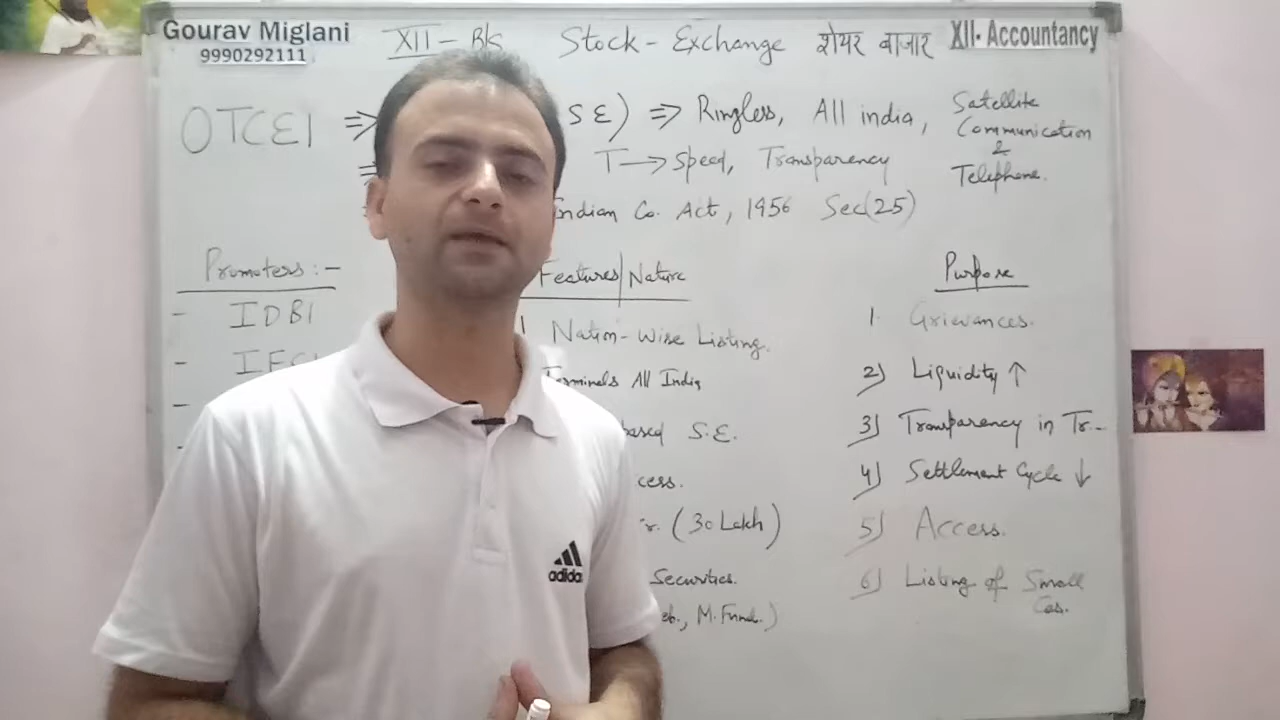 Gourav Miglani
9990292111
XII - B/s Stock - Exchange शेयर बाजार
XII- Accountancy
OTCEI ⇒ S E) ⇒ Ringless, All india, Satellite Communication & Telephone.
T → Speed, Transparency
Indian Co. Act, 1956 Sec(25)
Promoters :-
- IDBI
- IFCI
Features/Nature
1 Nation-Wise Listing.
Terminals All India
based S.E.
cess.
(30 Lakh)
Securities.
eb., M. Fund.)
Purpose
1. Grievances.
2) Liquidity ↑
3) Transparency in Tr-
4) Settlement Cycle ↓
5) Access.
6) Listing of Small Cos.
adidas